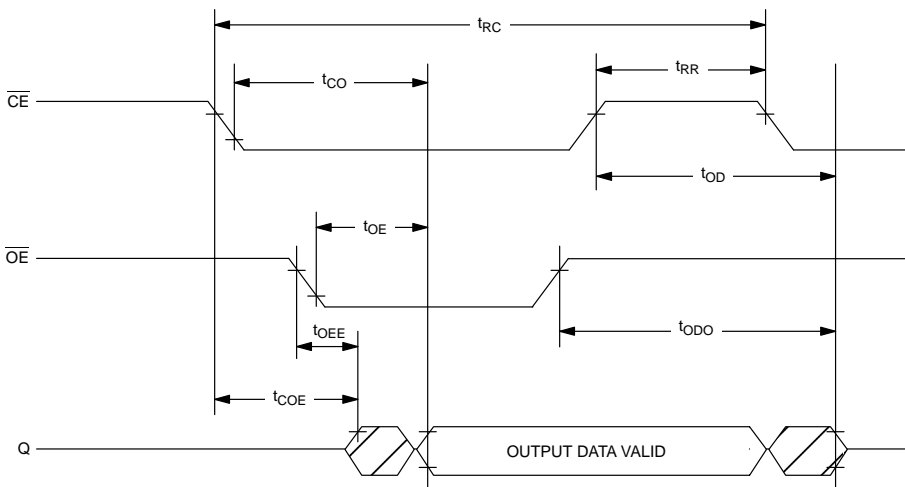 tRC
tCO
tRR
CE
tOD
tOE
OE
tOEE
tODO
tCOE
Q
OUTPUT DATA VALID